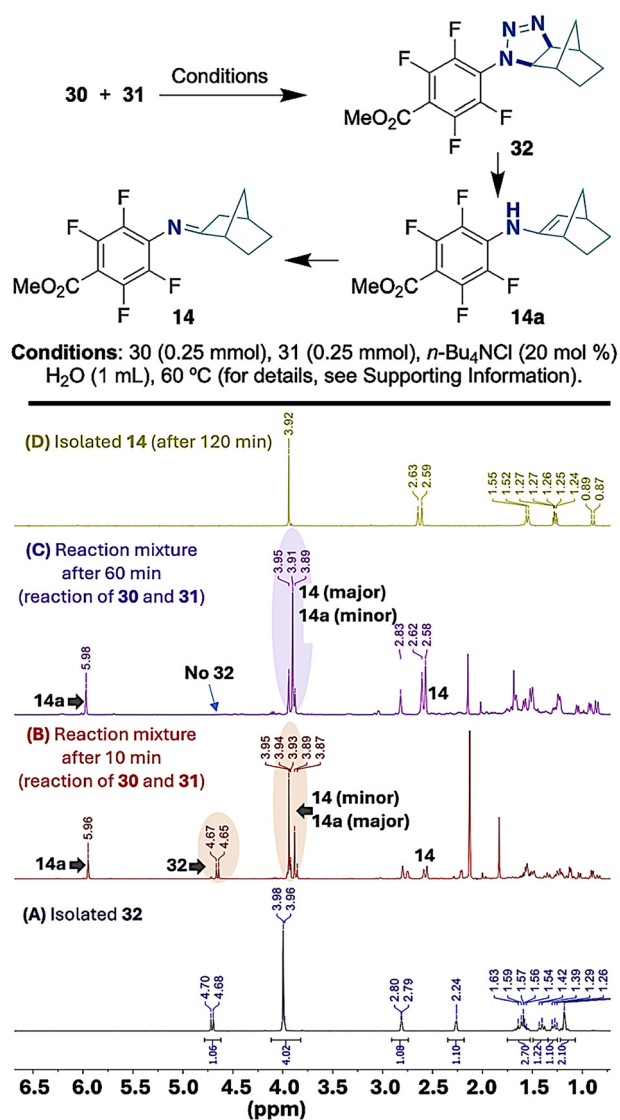 N N
F
F
N
MeO₂C
F
F
32
30 + 31
Conditions
F
F
N
MeO₂C
F
F
14
F
F
H
N
MeO₂C
F
F
14a
Conditions: 30 (0.25 mmol), 31 (0.25 mmol), n-Bu₄NCl (20 mol %)
H₂O (1 mL), 60 ºC (for details, see Supporting Information).
(D) Isolated 14 (after 120 min)
3.92
2.63
2.59
1.55
1.52
1.27
1.27
1.26
1.25
1.24
0.89
0.87
(C) Reaction mixture
after 60 min
(reaction of 30 and 31)
5.98
14a
No 32
3.95
3.91
3.89
14 (major)
14a (minor)
2.83
2.62
2.58
14
(B) Reaction mixture
after 10 min
(reaction of 30 and 31)
5.96
14a
4.67
4.65
32
3.95
3.94
3.93
3.89
3.87
14 (minor)
14a (major)
14
(A) Isolated 32
4.70
4.68
3.98
3.96
2.80
2.79
2.24
1.63
1.59
1.57
1.56
1.54
1.42
1.39
1.29
1.26
1.06
4.02
1.08
1.10
2.70
1.22
1.10
2.10
6.5 6.0 5.5 5.0 4.5 4.0 3.5 3.0 2.5 2.0 1.5 1.0
(ppm)